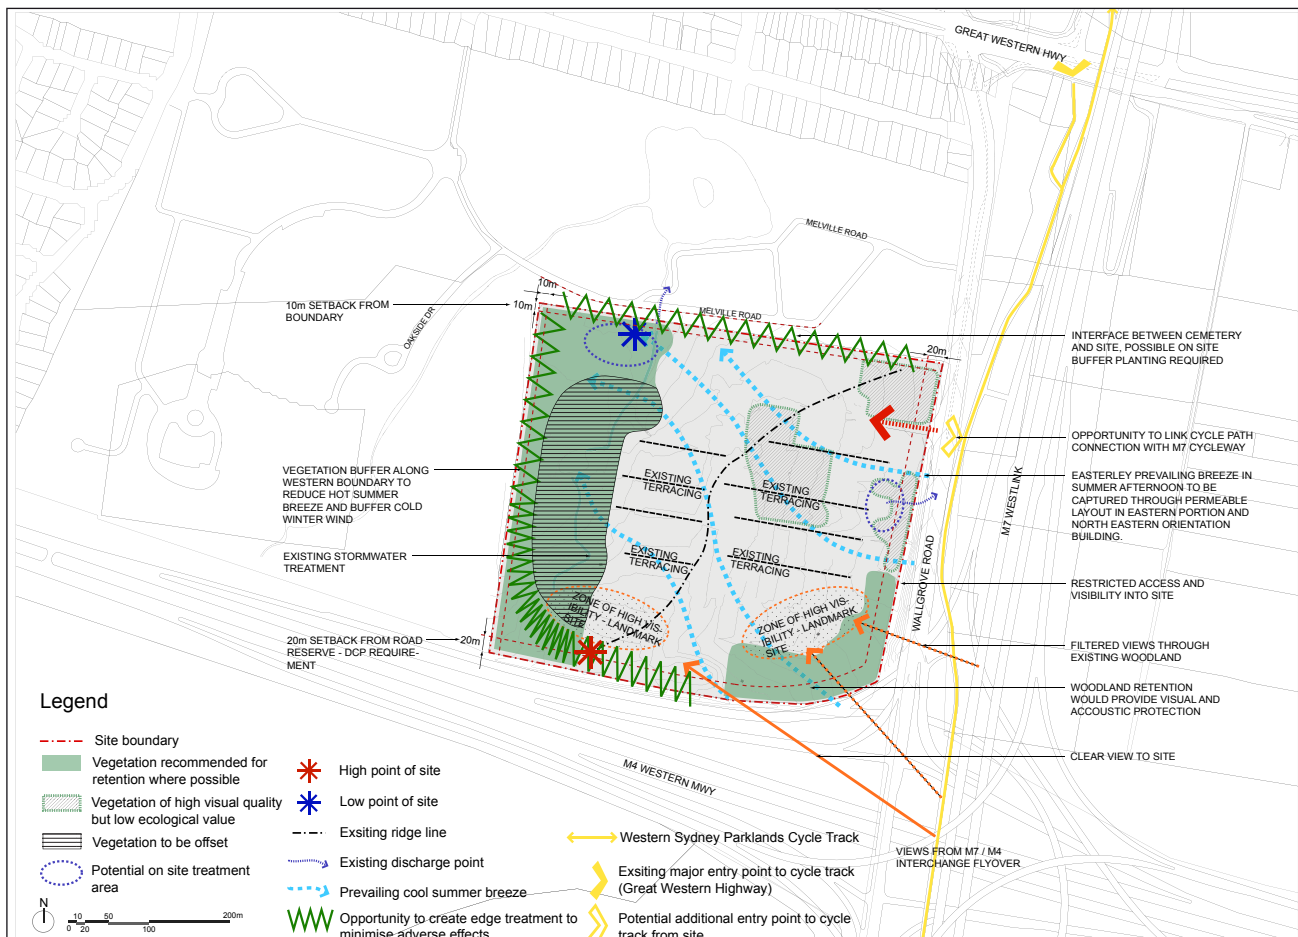 GREAT WESTERN HWY
MELVILLE ROAD
10m
10m SETBACK FROM
BOUNDARY
10m
OAKSIDE DR
MELVILLE ROAD
INTERFACE BETWEEN CEMETERY
AND SITE, POSSIBLE ON SITE
BUFFER PLANTING REQUIRED
20m
OPPORTUNITY TO LINK CYCLE PATH
CONNECTION WITH M7 CYCLEWAY
VEGETATION BUFFER ALONG
WESTERN BOUNDARY TO
REDUCE HOT SUMMER
BREEZE AND BUFFER COLD
WINTER WIND
EXISTING
TERRACING
EXISTING
TERRACING
EASTERLEY PREVAILING BREEZE IN
SUMMER AFTERNOON TO BE
CAPTURED THROUGH PERMEABLE
LAYOUT IN EASTERN PORTION AND
NORTH EASTERN ORIENTATION
BUILDING.
M7 WESTLINK
EXISTING STORMWATER
TREATMENT
EXISTING
TERRACING
EXISTING
TERRACING
WALLGROVE ROAD
RESTRICTED ACCESS AND
VISIBILITY INTO SITE
ZONE OF HIGH VIS-
IBILITY - LANDMARK
SITE
ZONE OF HIGH VIS-
IBILITY - LANDMARK
SITE
20m SETBACK FROM ROAD
RESERVE - DCP REQUIRE-
MENT
20m
FILTERED VIEWS THROUGH
EXISTING WOODLAND
WOODLAND RETENTION
WOULD PROVIDE VISUAL AND
ACCOUSTIC PROTECTION
CLEAR VIEW TO SITE
M4 WESTERN MWY
VIEWS FROM M7 / M4
INTERCHANGE FLYOVER
Legend
Site boundary
Vegetation recommended for
retention where possible
Vegetation of high visual quality
but low ecological value
Vegetation to be offset
Potential on site treatment
area
High point of site
Low point of site
Exsiting ridge line
Existing discharge point
Prevailing cool summer breeze
Opportunity to create edge treatment to
minimise adverse effects
Western Sydney Parklands Cycle Track
Exsiting major entry point to cycle track
(Great Western Highway)
Potential additional entry point to cycle
track from site
N
10 50 200m
0 20 100